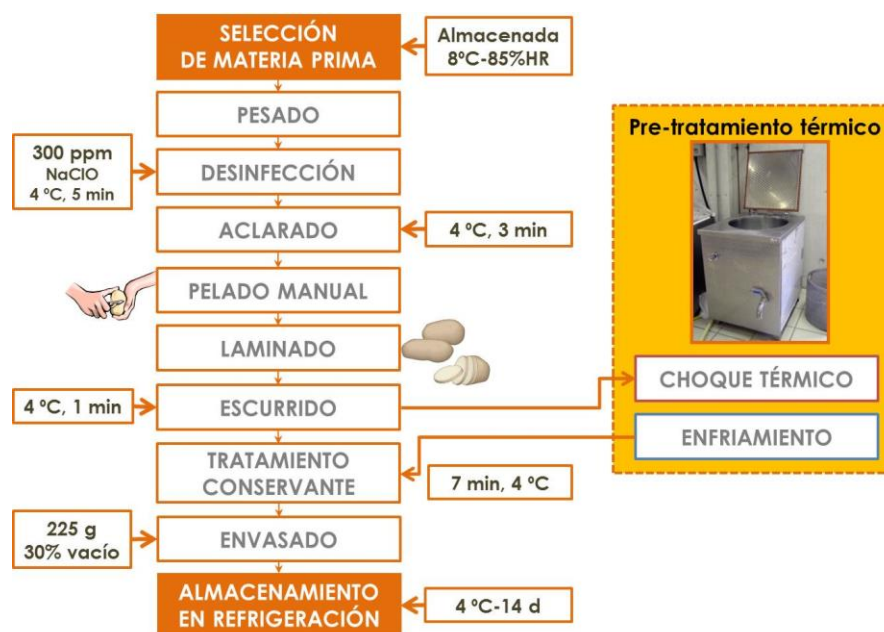 SELECCIÓN
DE MATERIA PRIMA
Almacenada
8ºC-85%HR
PESADO
300 ppm
NaClO
4 ºC, 5 min
DESINFECCIÓN
ACLARADO
4 ºC, 3 min
PELADO MANUAL
LAMINADO
4 ºC, 1 min
ESCURRIDO
TRATAMIENTO
CONSERVANTE
7 min, 4 ºC
225 g
30% vacío
ENVASADO
ALMACENAMIENTO
EN REFRIGERACIÓN
4 ºC-14 d
Pre-tratamiento térmico
CHOQUE TÉRMICO
ENFRIAMIENTO